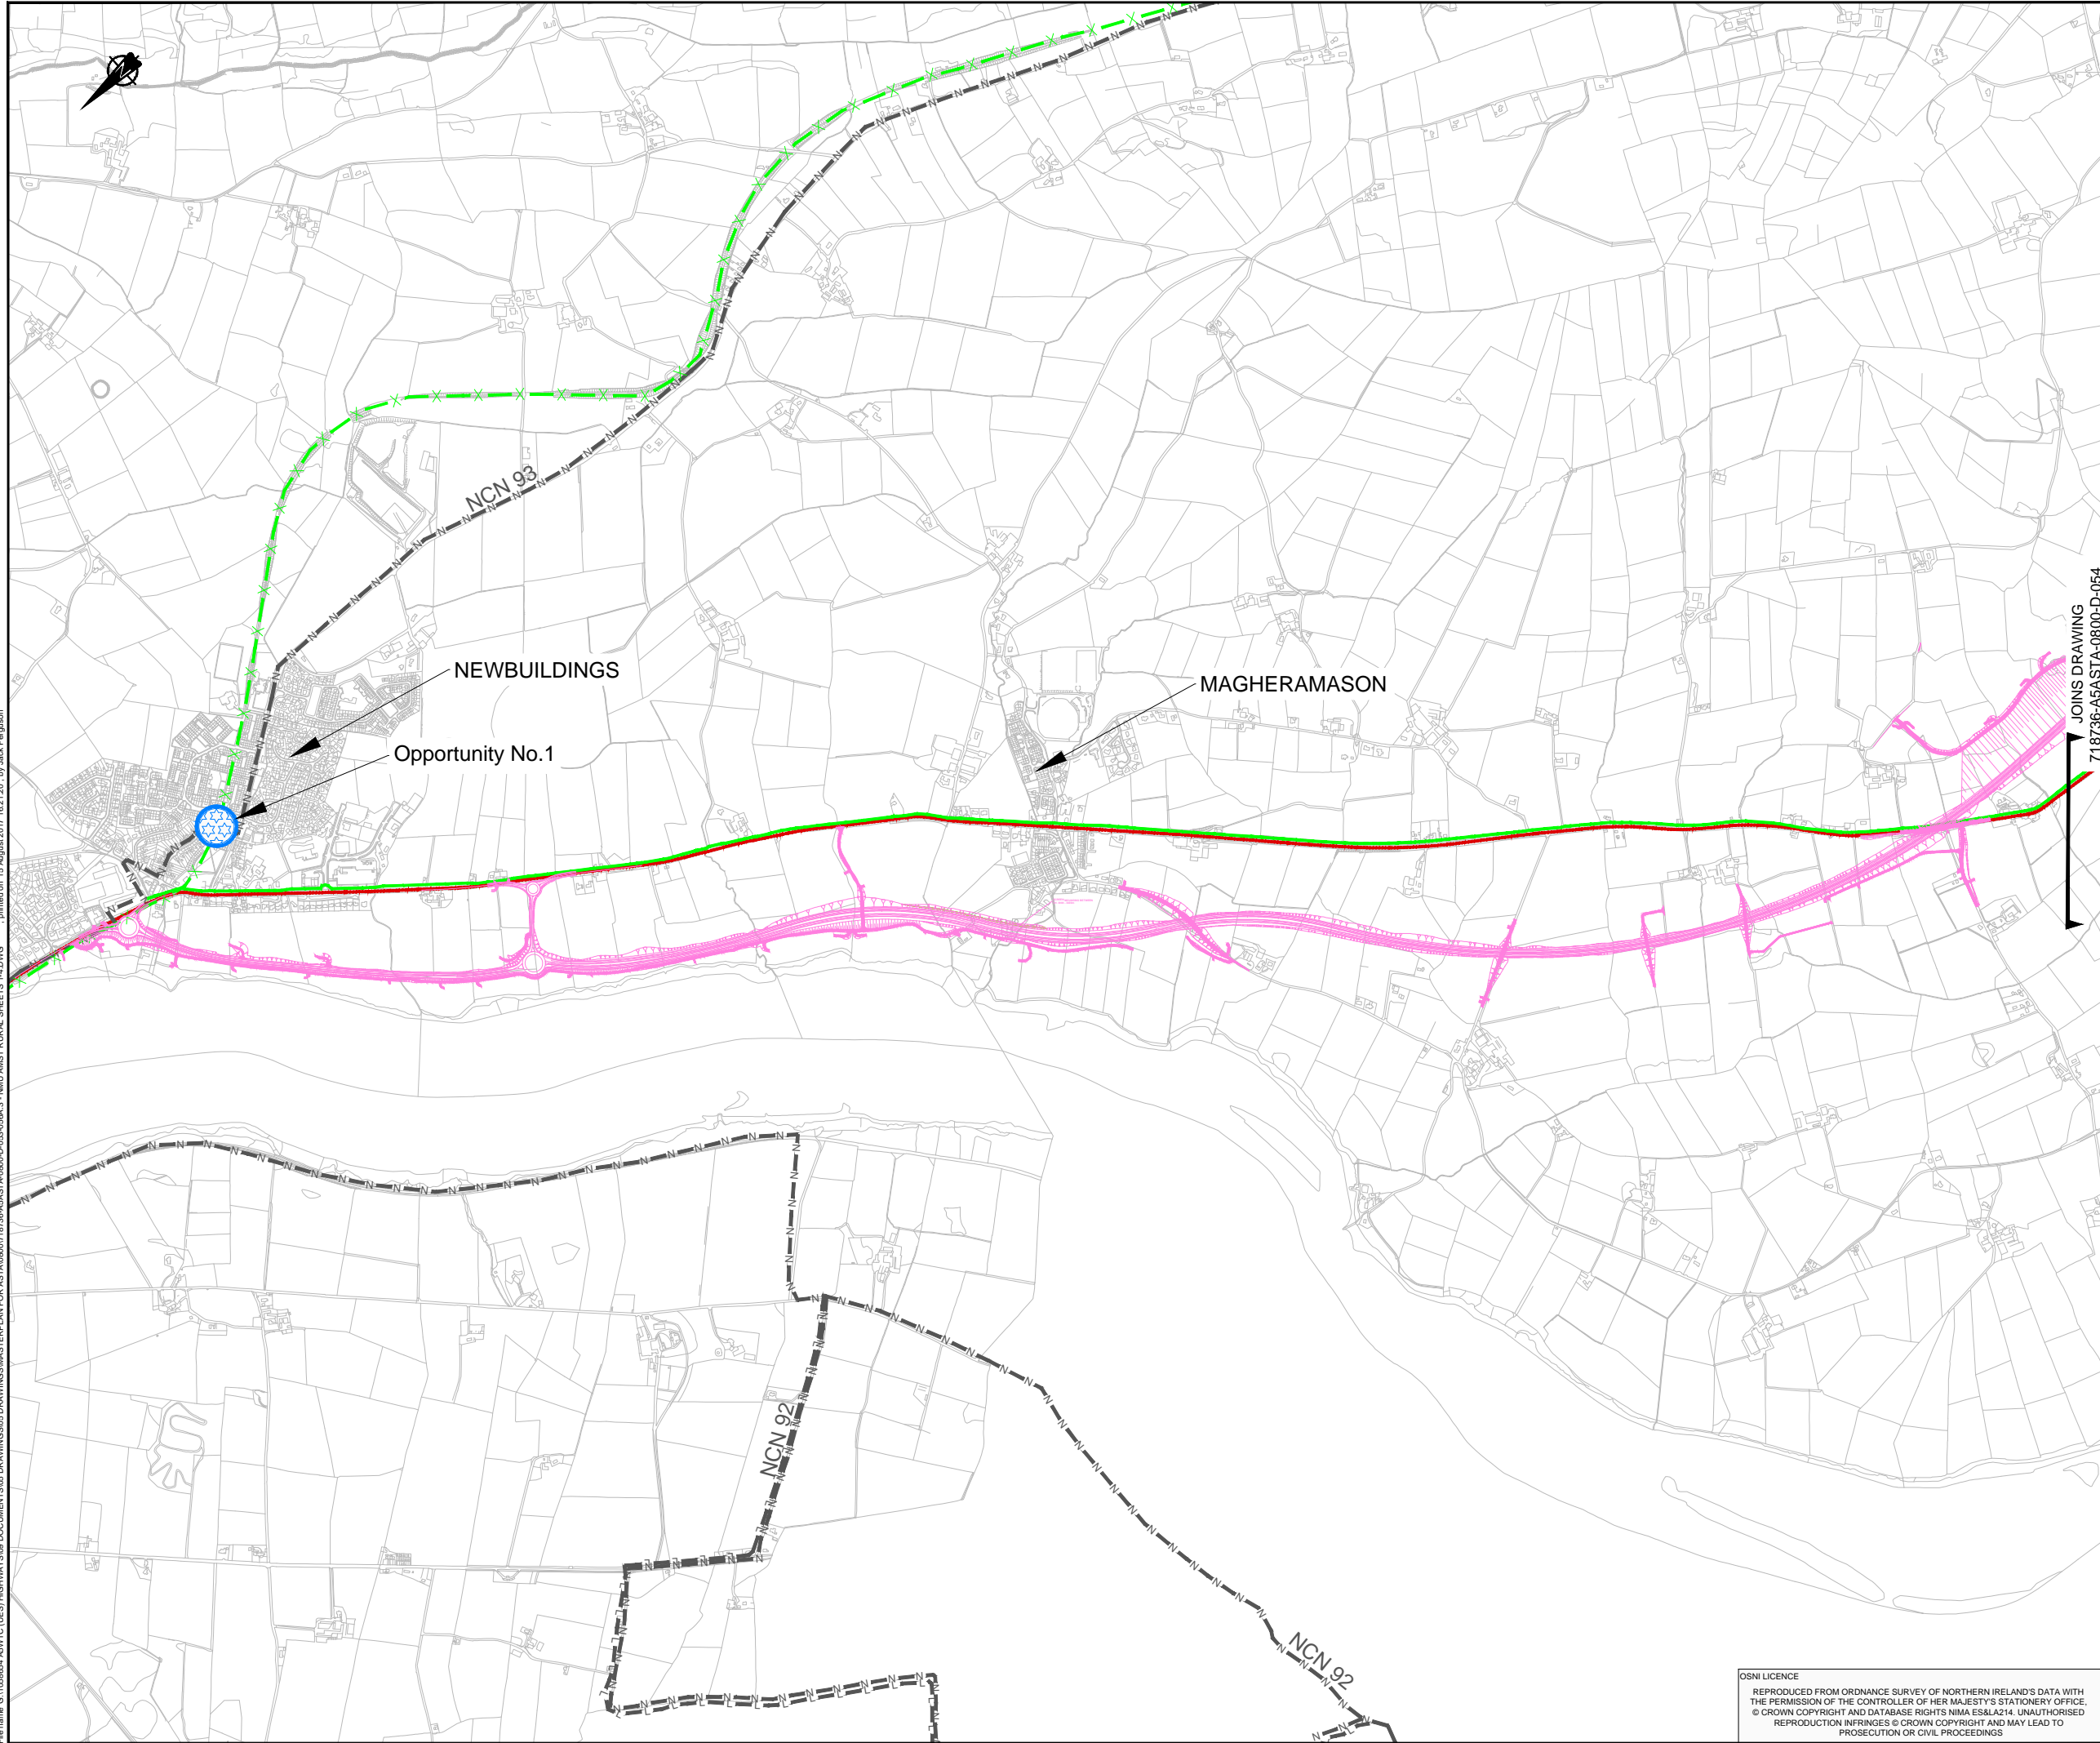 NCN 93
NEWBUILDINGS
Opportunity No.1
MAGHERAMASON
JOINS DRAWING
718736-A5ASTA-0800-D-054
NCN 92
NCN 92
OSNI LICENCE
REPRODUCED FROM ORDNANCE SURVEY OF NORTHERN IRELAND'S DATA WITH
THE PERMISSION OF THE CONTROLLER OF HER MAJESTY'S STATIONERY OFFICE,
© CROWN COPYRIGHT AND DATABASE RIGHTS NIMA ES&LA214. UNAUTHORISED
REPRODUCTION INFRINGES © CROWN COPYRIGHT AND MAY LEAD TO
PROSECUTION OR CIVIL PROCEEDINGS